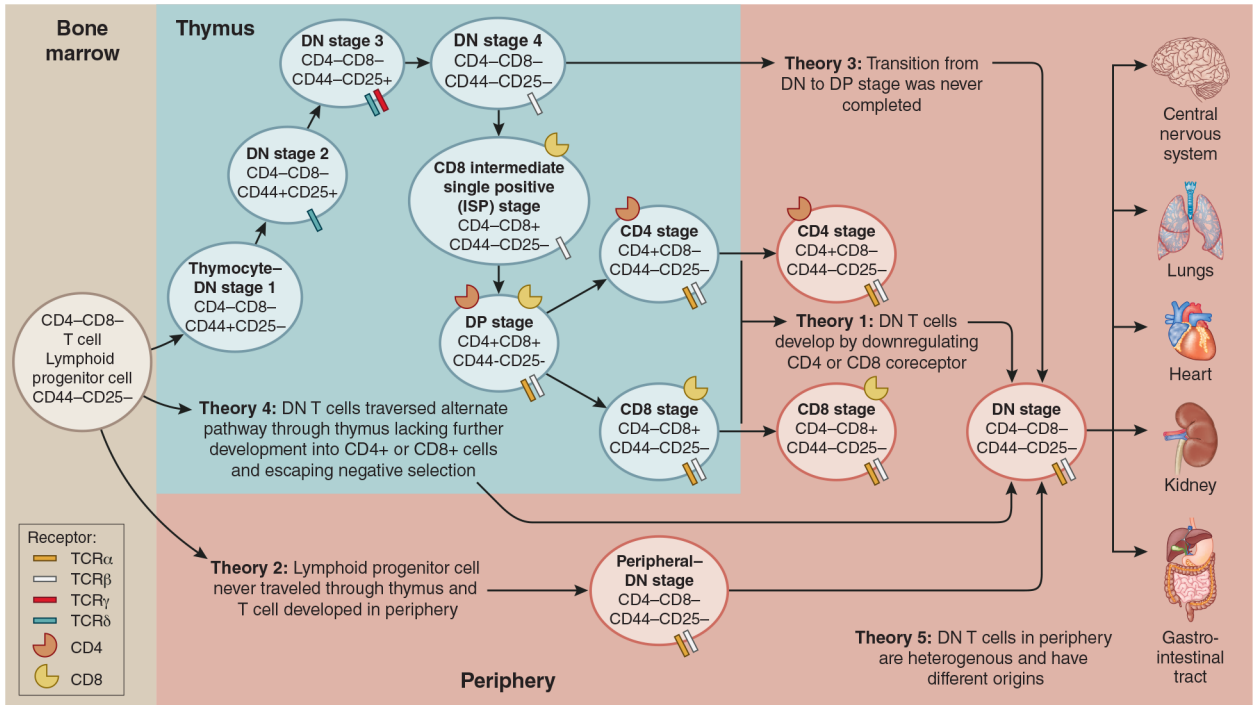 Bone
marrow
Thymus
DN stage 3
CD4–CD8–
CD44–CD25+
DN stage 4
CD4–CD8–
CD44–CD25–
Theory 3: Transition from
DN to DP stage was never
completed
Central
nervous
system
DN stage 2
CD4–CD8–
CD44+CD25+
CD8 intermediate
single positive
(ISP) stage
CD4–CD8+
CD44–CD25–
CD4 stage
CD4+CD8–
CD44–CD25–
CD4 stage
CD4+CD8–
CD44–CD25–
Lungs
Thymocyte–
DN stage 1
CD4–CD8–
CD44+CD25–
CD4–CD8–
T cell
Lymphoid
progenitor cell
CD44–CD25–
DP stage
CD4+CD8+
CD44-CD25-
Theory 1: DN T cells
develop by downregulating
CD4 or CD8 coreceptor
Heart
Theory 4: DN T cells traversed alternate
pathway through thymus lacking further
development into CD4+ or CD8+ cells
and escaping negative selection
CD8 stage
CD4–CD8+
CD44–CD25–
CD8 stage
CD4–CD8+
CD44–CD25–
DN stage
CD4–CD8–
CD44–CD25–
Kidney
Receptor:
TCRα
TCRβ
TCRγ
TCRδ
CD4
CD8
Theory 2: Lymphoid progenitor cell
never traveled through thymus and
T cell developed in periphery
Peripheral–
DN stage
CD4–CD8–
CD44–CD25–
Theory 5: DN T cells in periphery
are heterogenous and have
different origins
Gastro-
intestinal
tract
Periphery